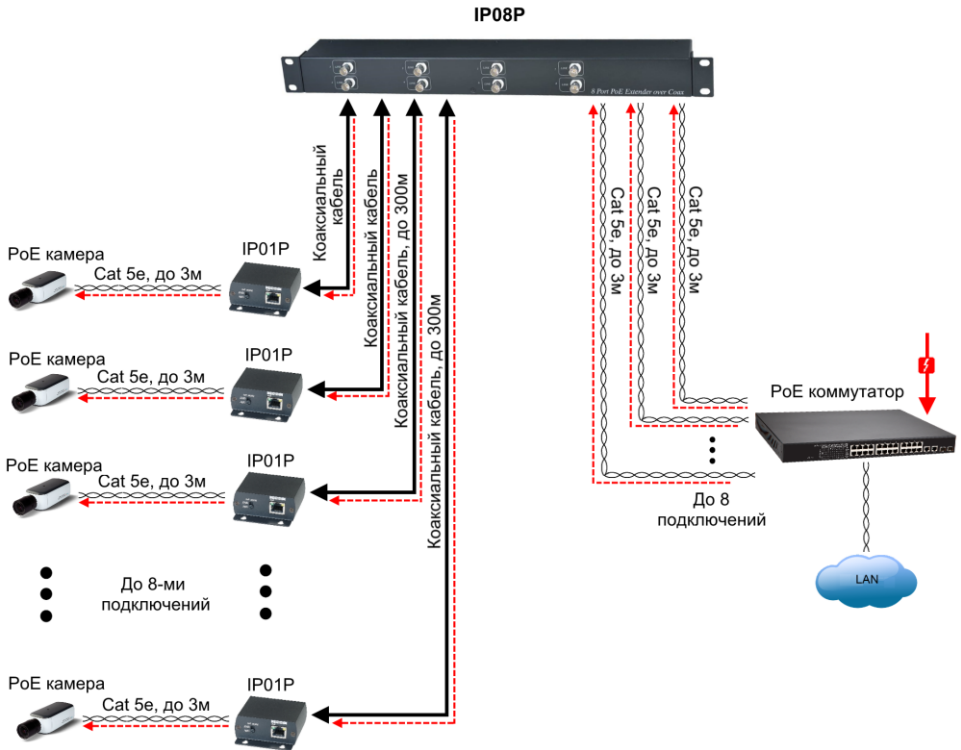 IP08P
8 Port PoE Extender over Coax
Коаксиальный
кабель
Коаксиальный кабель
Коаксиальный кабель, до 300м
Коаксиальный кабель, до 300м
Cat 5e, до 3м
Cat 5e, до 3м
Cat 5e, до 3м
PoE камера
Cat 5e, до 3м
IP01P
PoE камера
Cat 5e, до 3м
IP01P
PoE камера
Cat 5e, до 3м
IP01P
До 8-ми
подключений
PoE камера
Cat 5e, до 3м
IP01P
PoE коммутатор
До 8
подключений
LAN